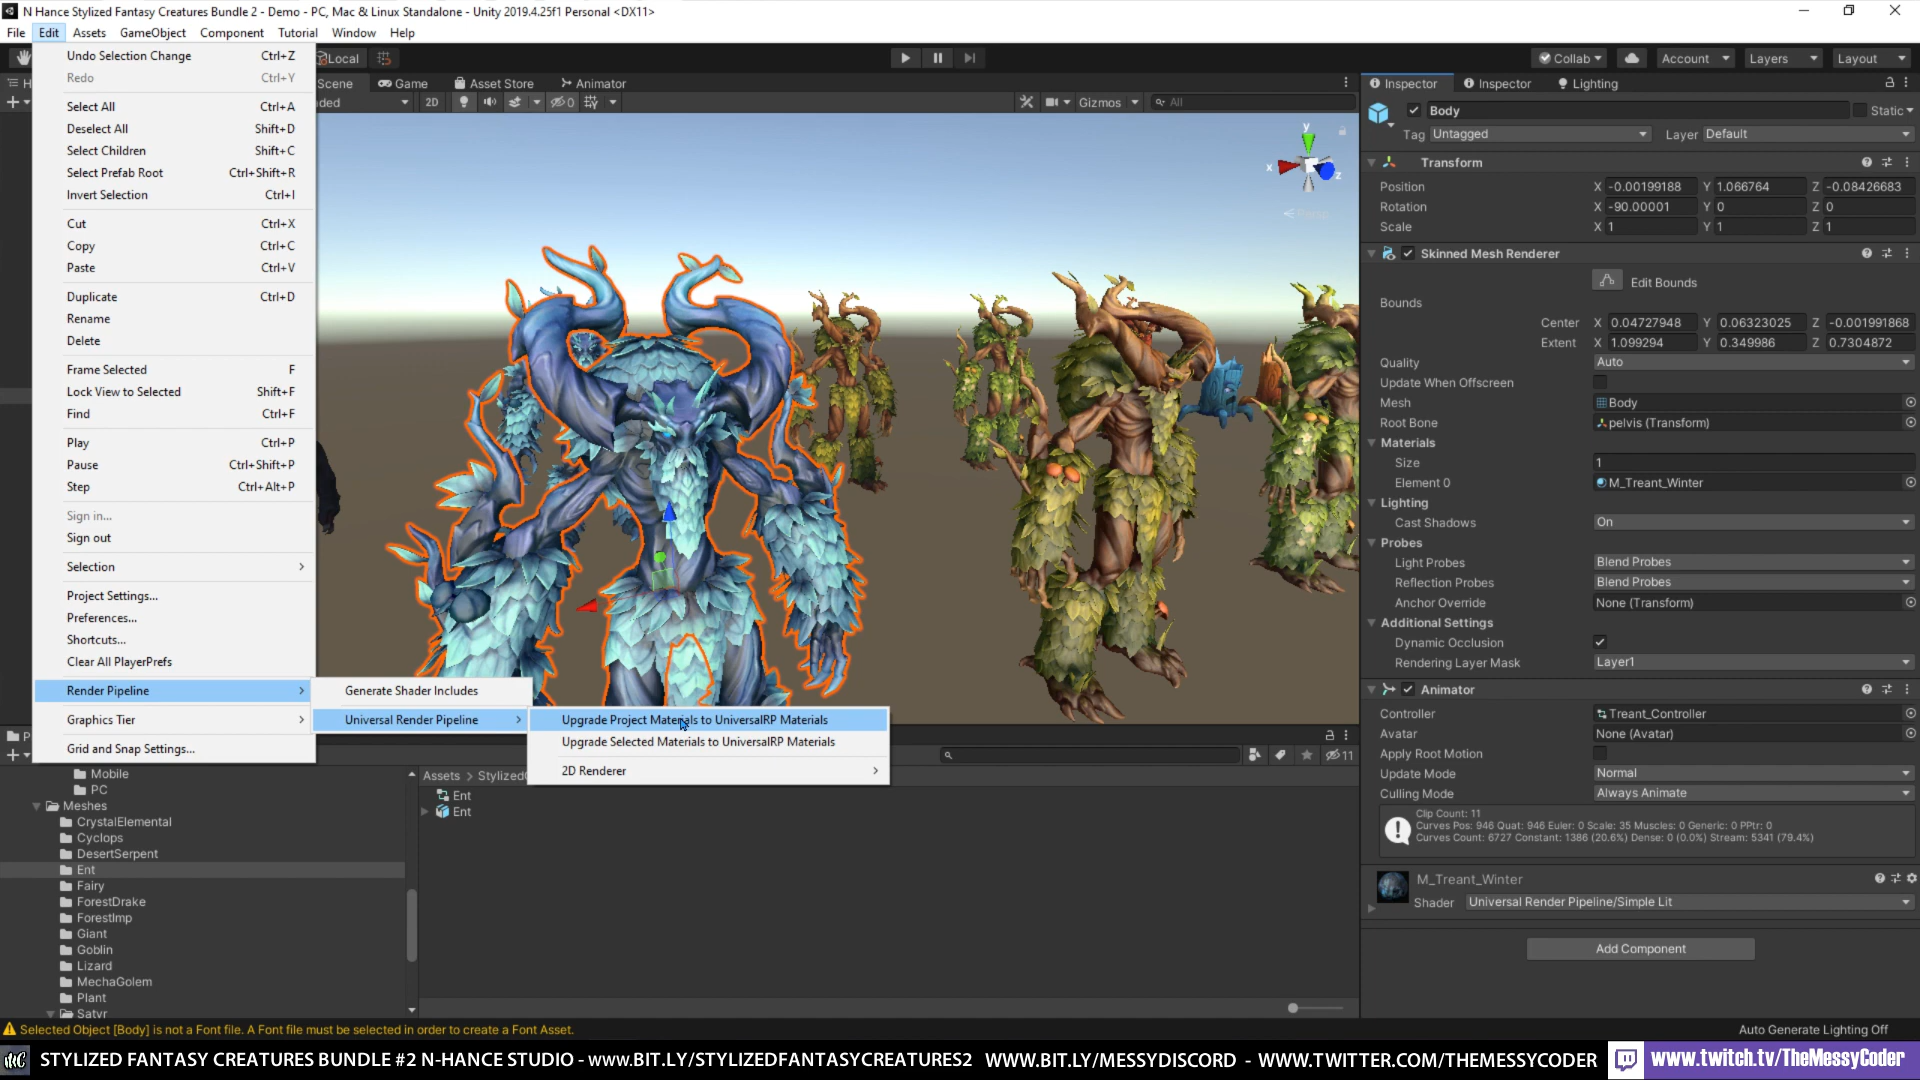 N Hance Stylized Fantasy Creatures Bundle 2 - Demo - PC, Mac & Linux Standalone - Unity 2019.4.25f1 Personal <DX11>
File Edit Assets GameObject Component Tutorial Window Help
Local
Collab
Account
Layers
Layout
Undo Selection Change Ctrl+Z
Redo Ctrl+Y
Select All Ctrl+A
Deselect All Shift+D
Select Children Shift+C
Select Prefab Root Ctrl+Shift+R
Invert Selection Ctrl+I
Cut Ctrl+X
Copy Ctrl+C
Paste Ctrl+V
Duplicate Ctrl+D
Rename
Delete
Frame Selected F
Lock View to Selected Shift+F
Find Ctrl+F
Play Ctrl+P
Pause Ctrl+Shift+P
Step Ctrl+Alt+P
Sign in...
Sign out
Selection
Project Settings...
Preferences...
Shortcuts...
Clear All PlayerPrefs
Render Pipeline
Graphics Tier
Grid and Snap Settings...
Generate Shader Includes
Universal Render Pipeline
Upgrade Project Materials to UniversalRP Materials
Upgrade Selected Materials to UniversalRP Materials
2D Renderer
H
Scene Game Asset Store Animator
ded 2D 0 Gizmos All
y
x
z
Persp
P
11
Mobile
PC
Meshes
CrystalElemental
Cyclops
DesertSerpent
Ent
Fairy
ForestDrake
ForestImp
Giant
Goblin
Lizard
MechaGolem
Plant
Satyr
Assets > Stylized
Ent
Ent
Inspector Inspector Lighting
Body Static
Tag Untagged Layer Default
Transform
Position X -0.00199188 Y 1.066764 Z -0.08426683
Rotation X -90.00001 Y 0 Z 0
Scale X 1 Y 1 Z 1
Skinned Mesh Renderer
Edit Bounds
Bounds
Center X 0.04727948 Y 0.06323025 Z -0.001991868
Extent X 1.099294 Y 0.349986 Z 0.7304872
Quality Auto
Update When Offscreen
Mesh Body
Root Bone pelvis (Transform)
Materials
Size 1
Element 0 M_Treant_Winter
Lighting
Cast Shadows On
Probes
Light Probes Blend Probes
Reflection Probes Blend Probes
Anchor Override None (Transform)
Additional Settings
Dynamic Occlusion
Rendering Layer Mask Layer1
Animator
Controller Treant_Controller
Avatar None (Avatar)
Apply Root Motion
Update Mode Normal
Culling Mode Always Animate
Clip Count: 11
Curves Pos: 946 Quat: 946 Euler: 0 Scale: 35 Muscles: 0 Generic: 0 PPtr: 0
Curves Count: 6727 Constant: 1386 (20.6%) Dense: 0 (0.0%) Stream: 5341 (79.4%)
M_Treant_Winter
Shader Universal Render Pipeline/Simple Lit
Add Component
Selected Object [Body] is not a Font file. A Font file must be selected in order to create a Font Asset.
Auto Generate Lighting Off
MC STYLIZED FANTASY CREATURES BUNDLE #2 N-HANCE STUDIO - www.BIT.LY/STYLIZEDFANTASYCREATURES2 WWW.BIT.LY/MESSYDISCORD - WWW.TWITTER.COM/THEMESSYCODER www.twitch.tv/TheMessyCoder